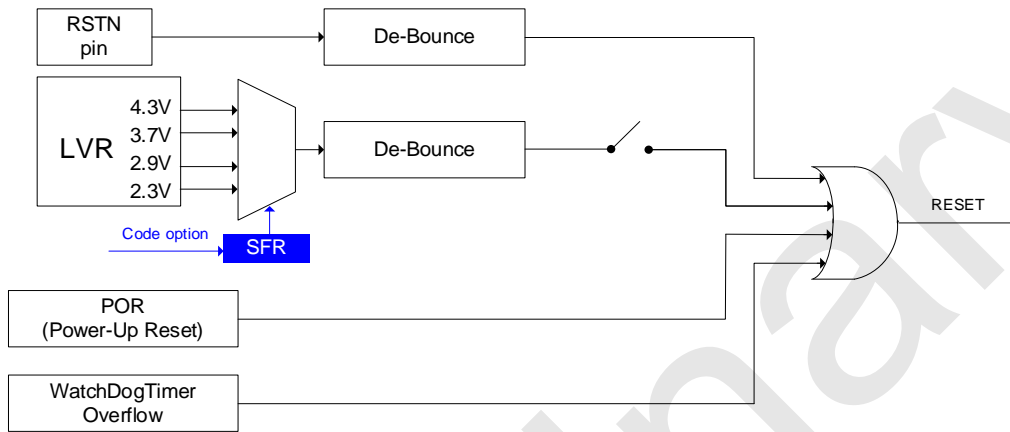 RSTN
pin
De-Bounce
LVR
4.3V
3.7V
2.9V
2.3V
De-Bounce
RESET
Code option
SFR
POR
(Power-Up Reset)
WatchDogTimer
Overflow